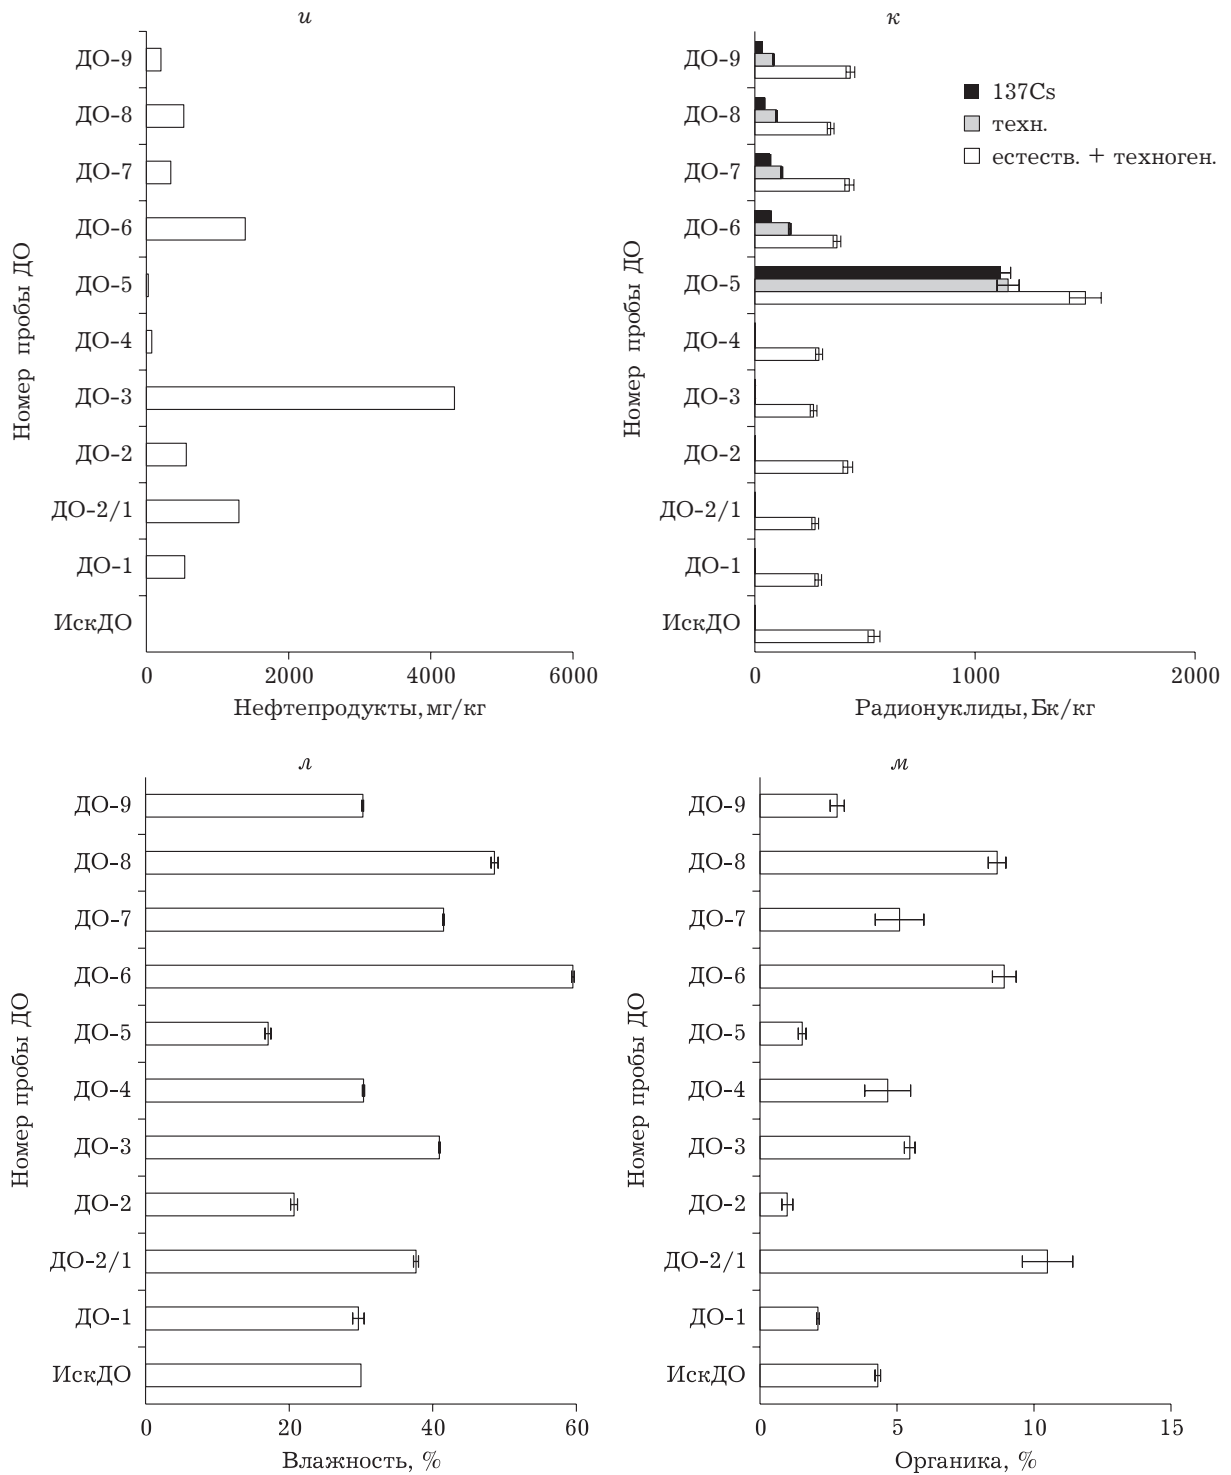 и
ДО-9
ДО-8
ДО-7
ДО-6
ДО-5
ДО-4
ДО-3
ДО-2
ДО-2/1
ДО-1
ИскДО
Номер пробы ДО
0 2000 4000 6000
Нефтепродукты, мг/кг
к
ДО-9
ДО-8
ДО-7
ДО-6
ДО-5
ДО-4
ДО-3
ДО-2
ДО-2/1
ДО-1
ИскДО
Номер пробы ДО
137Cs
техн.
естеств. + техноген.
0 1000 2000
Радионуклиды, Бк/кг
л
ДО-9
ДО-8
ДО-7
ДО-6
ДО-5
ДО-4
ДО-3
ДО-2
ДО-2/1
ДО-1
ИскДО
Номер пробы ДО
0 20 40 60
Влажность, %
м
ДО-9
ДО-8
ДО-7
ДО-6
ДО-5
ДО-4
ДО-3
ДО-2
ДО-2/1
ДО-1
ИскДО
Номер пробы ДО
0 5 10 15
Органика, %